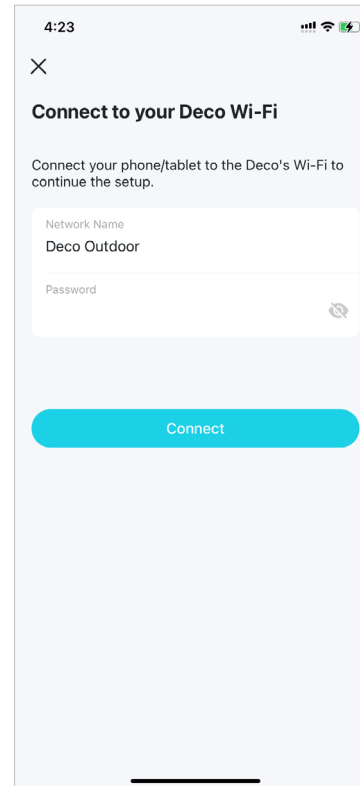 4:23
Connect to your Deco Wi-Fi
Connect your phone/tablet to the Deco's Wi-Fi to
continue the setup.
Network Name
Deco Outdoor
Password
Connect